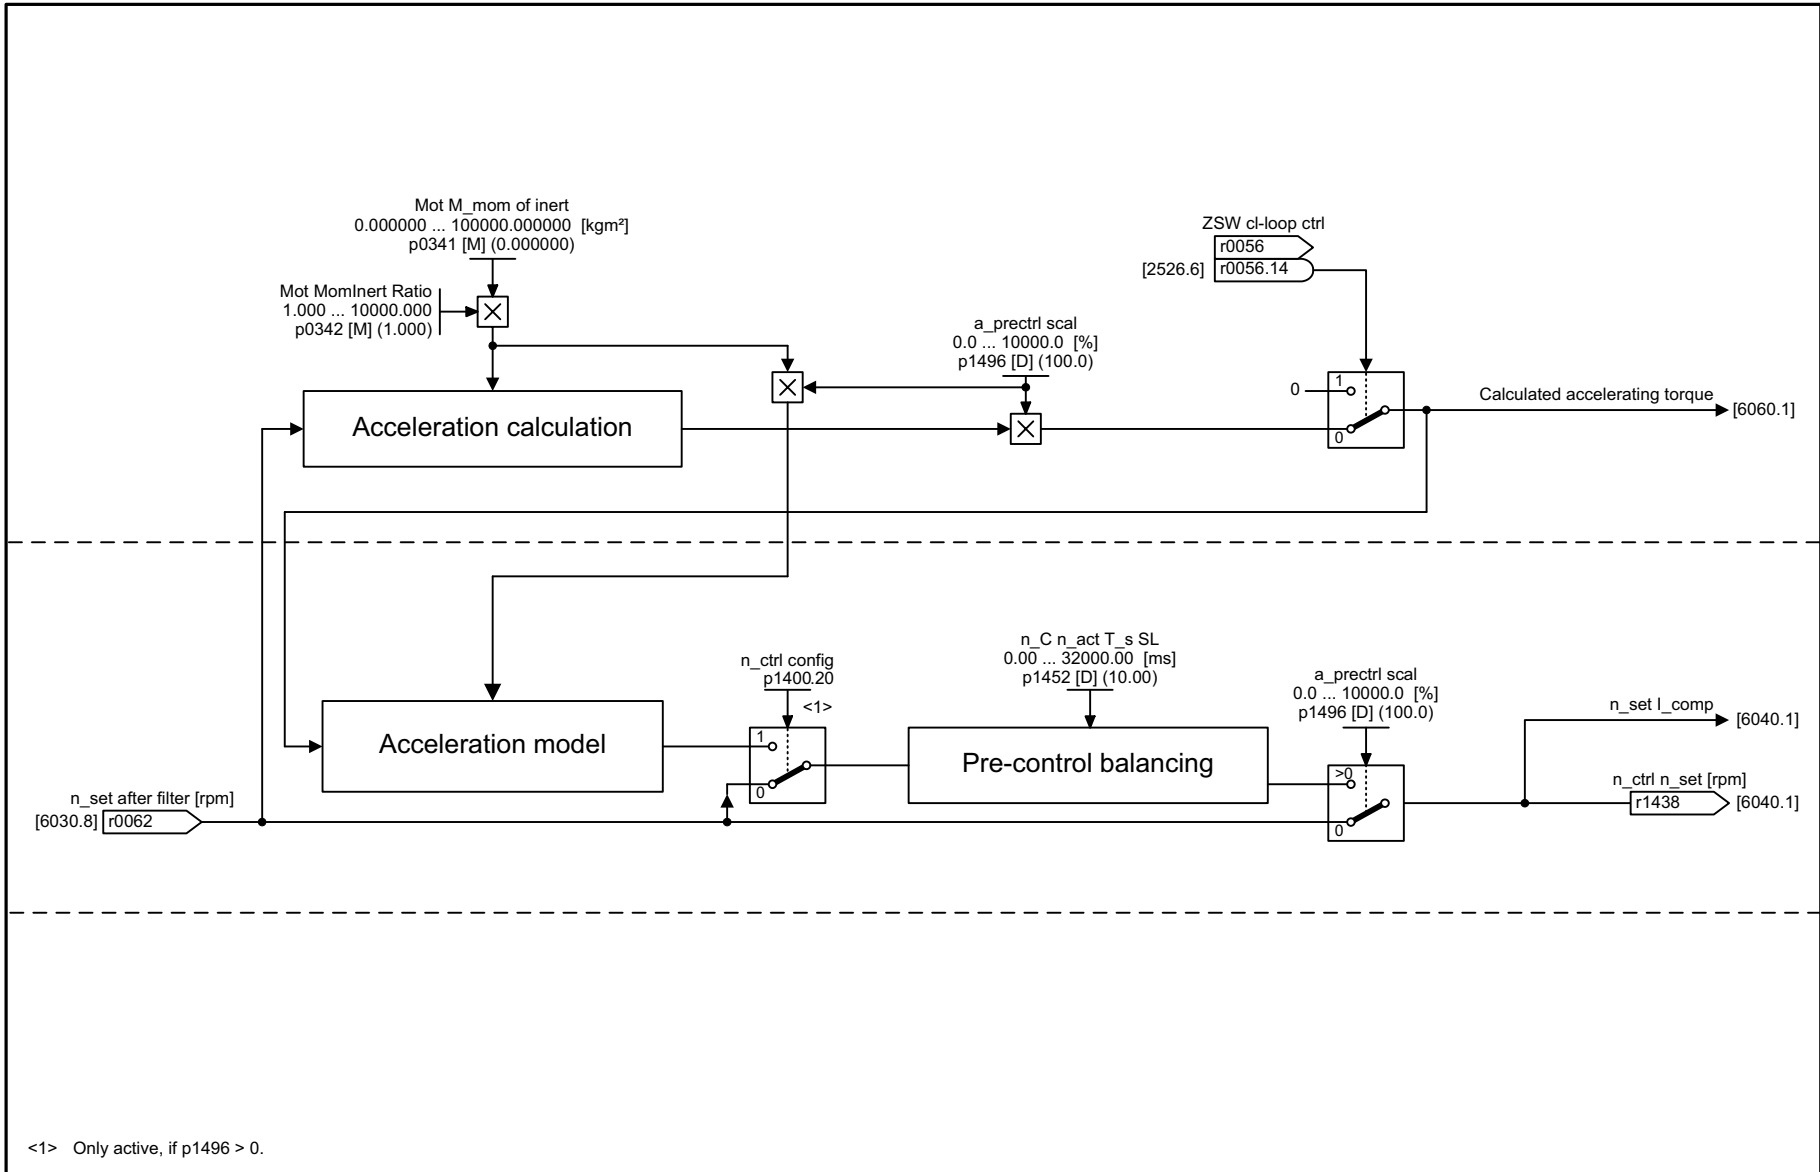 Mot M_mom of inert
0.000000 ... 100000.000000 [kgm²]
p0341 [M] (0.000000)
Mot MomInert Ratio
1.000 ... 10000.000
p0342 [M] (1.000)
ZSW cl-loop ctrl
r0056
[2526.6] r0056.14
a_prectrl scal
0.0 ... 10000.0 [%]
p1496 [D] (100.0)
1
0
Calculated accelerating torque
[6060.1]
0
Acceleration calculation
n_C n_act T_s SL
0.00 ... 32000.00 [ms]
p1452 [D] (10.00)
n_ctrl config
p1400.20
<1>
a_prectrl scal
0.0 ... 10000.0 [%]
p1496 [D] (100.0)
n_set I_comp
[6040.1]
1
0
Acceleration model
Pre-control balancing
>0
0
n_ctrl n_set [rpm]
r1438 [6040.1]
n_set after filter [rpm]
[6030.8] r0062
<1> Only active, if p1496 > 0.